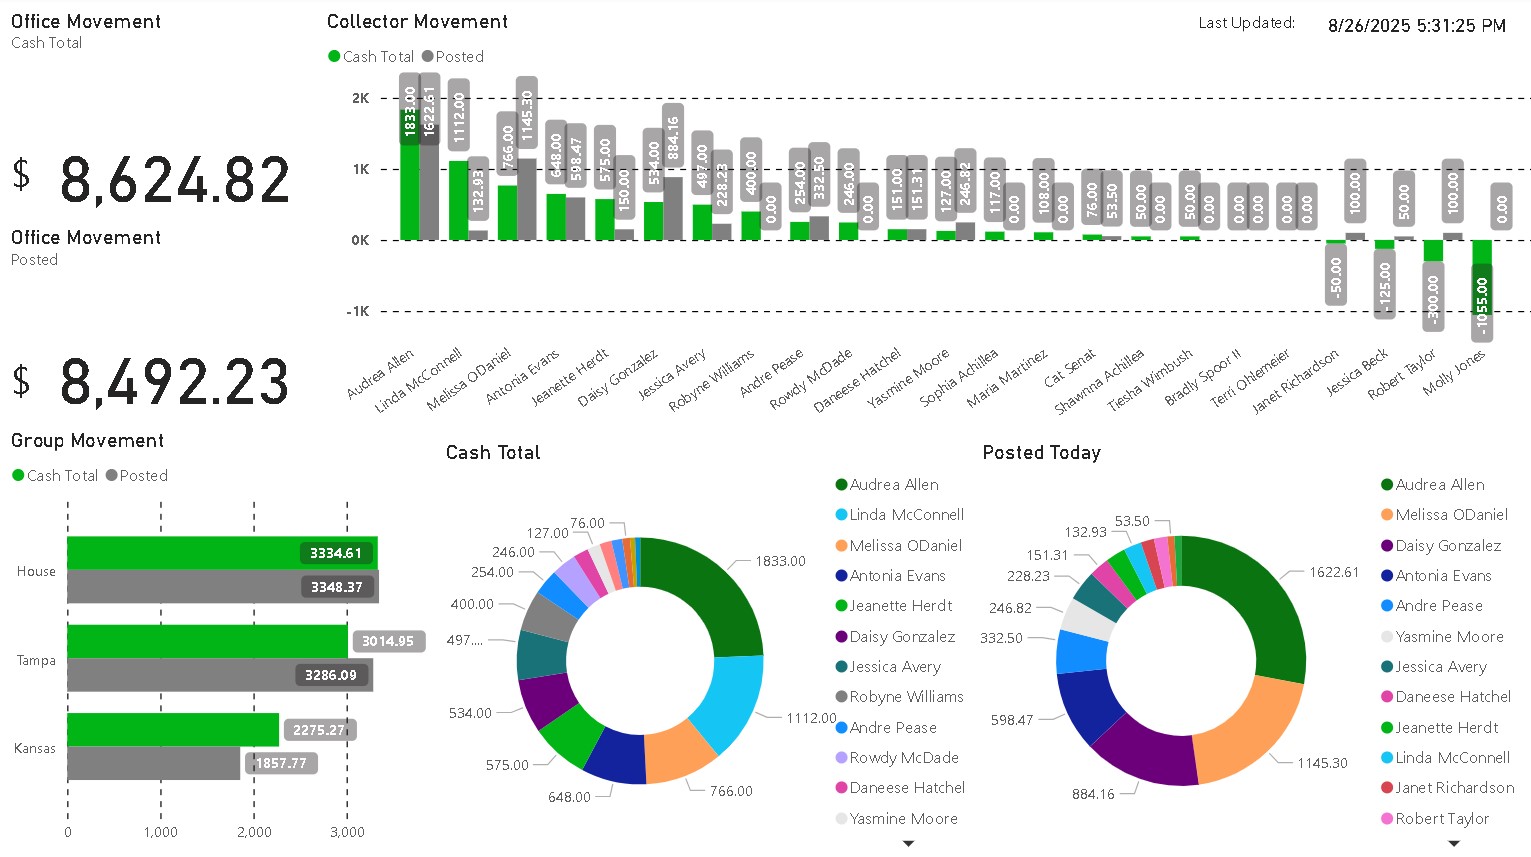 Office Movement
Cash Total
$ 8,624.82
Office Movement
Posted
$ 8,492.23
Collector Movement
Last Updated: 8/26/2025 5:31:25 PM
Cash Total Posted
2K
1K
0K
-1K
1833.00 1622.61 1112.00 132.93 766.00 1145.30 648.00 598.47 575.00 150.00 534.00 884.16 497.00 228.23 400.00 0.00 254.00 332.50 246.00 0.00 151.00 151.31 127.00 246.82 117.00 0.00 108.00 0.00 76.00 53.50 50.00 0.00 50.00 0.00 0.00 0.00 0.00 0.00 -50.00 100.00 -125.00 50.00 -300.00 100.00 -1055.00 0.00
Audrea Allen
Linda McConnell
Melissa ODaniel
Antonia Evans
Jeanette Herdt
Daisy Gonzalez
Jessica Avery
Robyne Williams
Andre Pease
Rowdy McDade
Daneese Hatchel
Yasmine Moore
Sophia Achillea
Maria Martinez
Cat Senat
Shawna Achillea
Tiesha Wimbush
Bradly Spoor II
Terri Ohlemeier
Janet Richardson
Jessica Beck
Robert Taylor
Molly Jones
Group Movement
Cash Total Posted
House
3334.61
3348.37
Tampa
3014.95
3286.09
Kansas
2275.27
1857.77
0 1,000 2,000 3,000
Cash Total
1833.00
1112.00
766.00
648.00
575.00
534.00
497....
400.00
254.00
246.00
127.00
76.00
Audrea Allen
Linda McConnell
Melissa ODaniel
Antonia Evans
Jeanette Herdt
Daisy Gonzalez
Jessica Avery
Robyne Williams
Andre Pease
Rowdy McDade
Daneese Hatchel
Yasmine Moore
Posted Today
1622.61
1145.30
884.16
598.47
332.50
246.82
228.23
151.31
132.93
53.50
Audrea Allen
Melissa ODaniel
Daisy Gonzalez
Antonia Evans
Andre Pease
Yasmine Moore
Jessica Avery
Daneese Hatchel
Jeanette Herdt
Linda McConnell
Janet Richardson
Robert Taylor